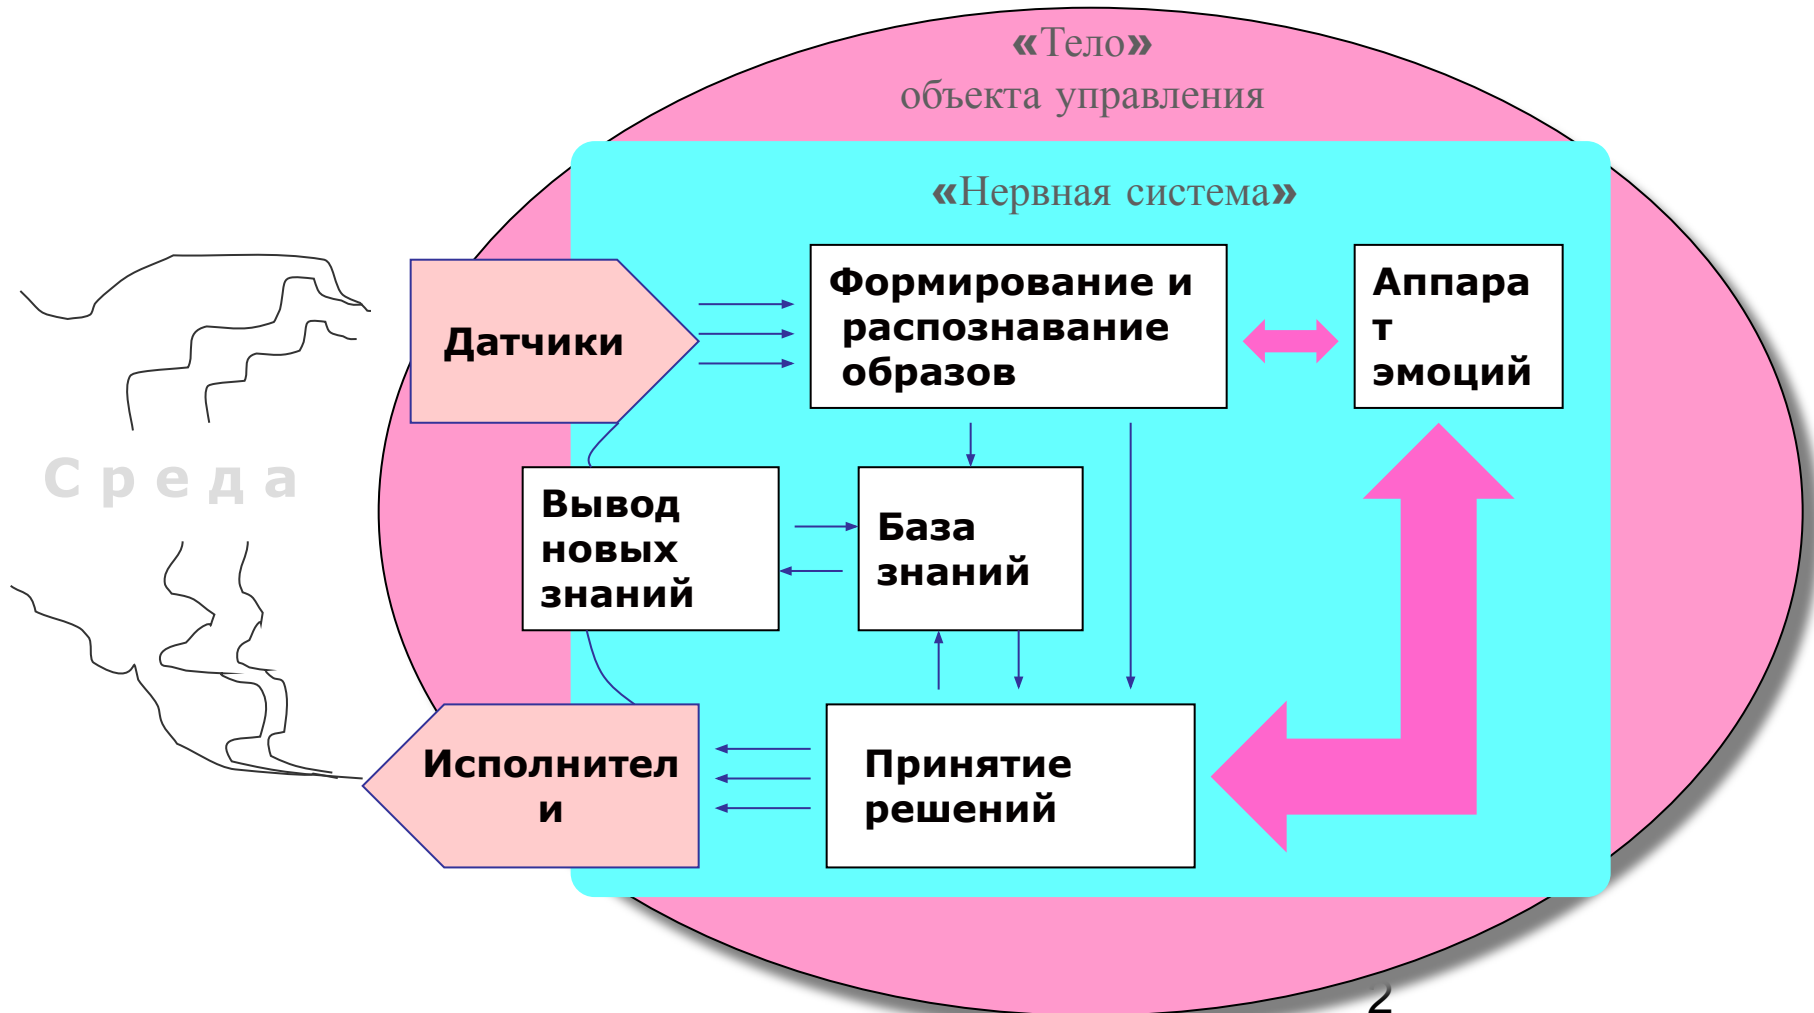 «Тело»
объекта управления
«Нервная система»
Датчики
Формирование и
распознавание
образов
Аппара
т
эмоций
С р е д а
Вывод
новых
знаний
База
знаний
Исполнител
и
Принятие
решений
2